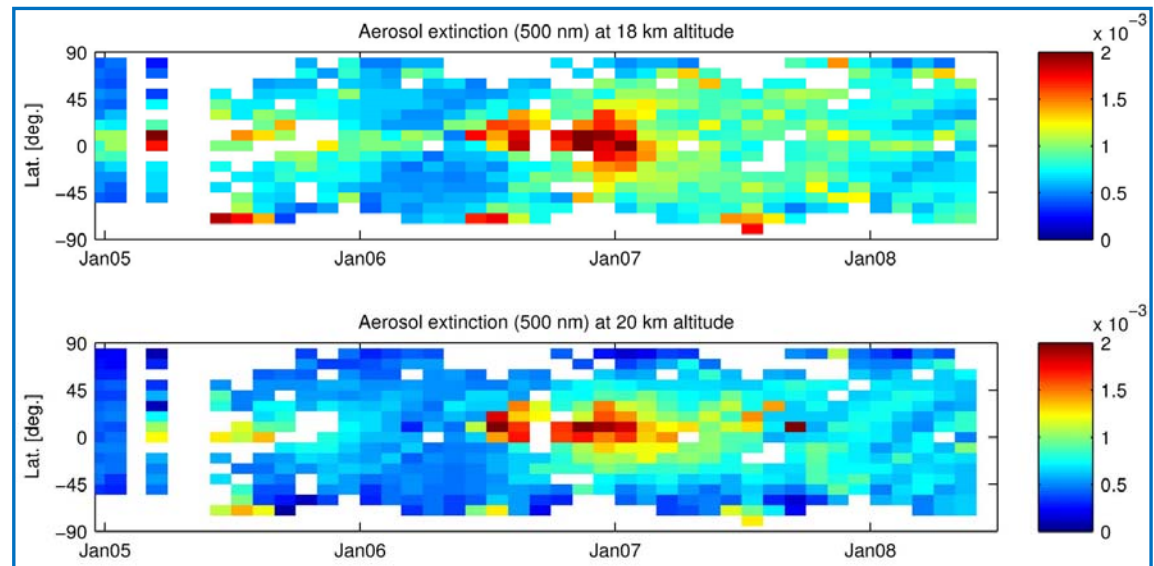 Aerosol extinction (500 nm) at 18 km altitude
x 10⁻³
90
45
0
−45
−90
Lat. [deg.]
Jan05 Jan06 Jan07 Jan08
2
1.5
1
0.5
0
Aerosol extinction (500 nm) at 20 km altitude
x 10⁻³
90
45
0
−45
−90
Lat. [deg.]
Jan05 Jan06 Jan07 Jan08
2
1.5
1
0.5
0